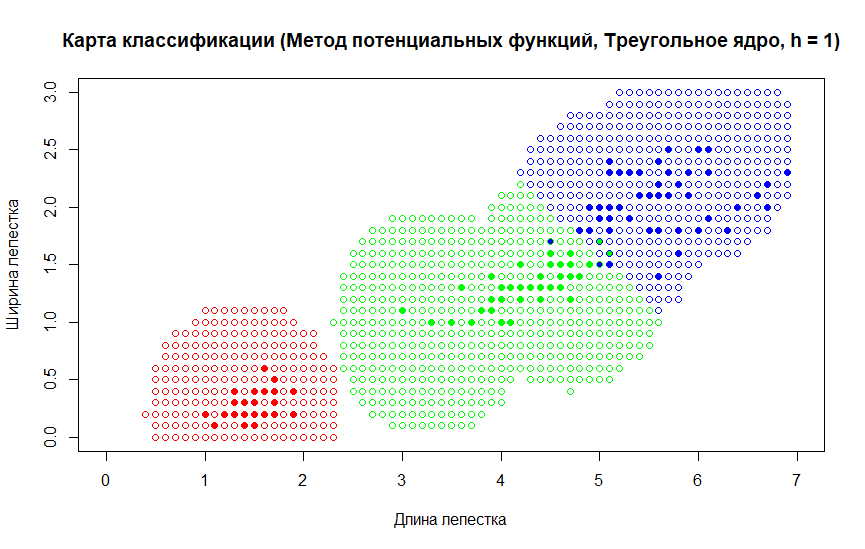 Карта классификации (Метод потенциальных функций, Треугольное ядро, h = 1)
Ширина лепестка
3.0
2.5
2.0
1.5
1.0
0.5
0.0
0 1 2 3 4 5 6 7
Длина лепестка